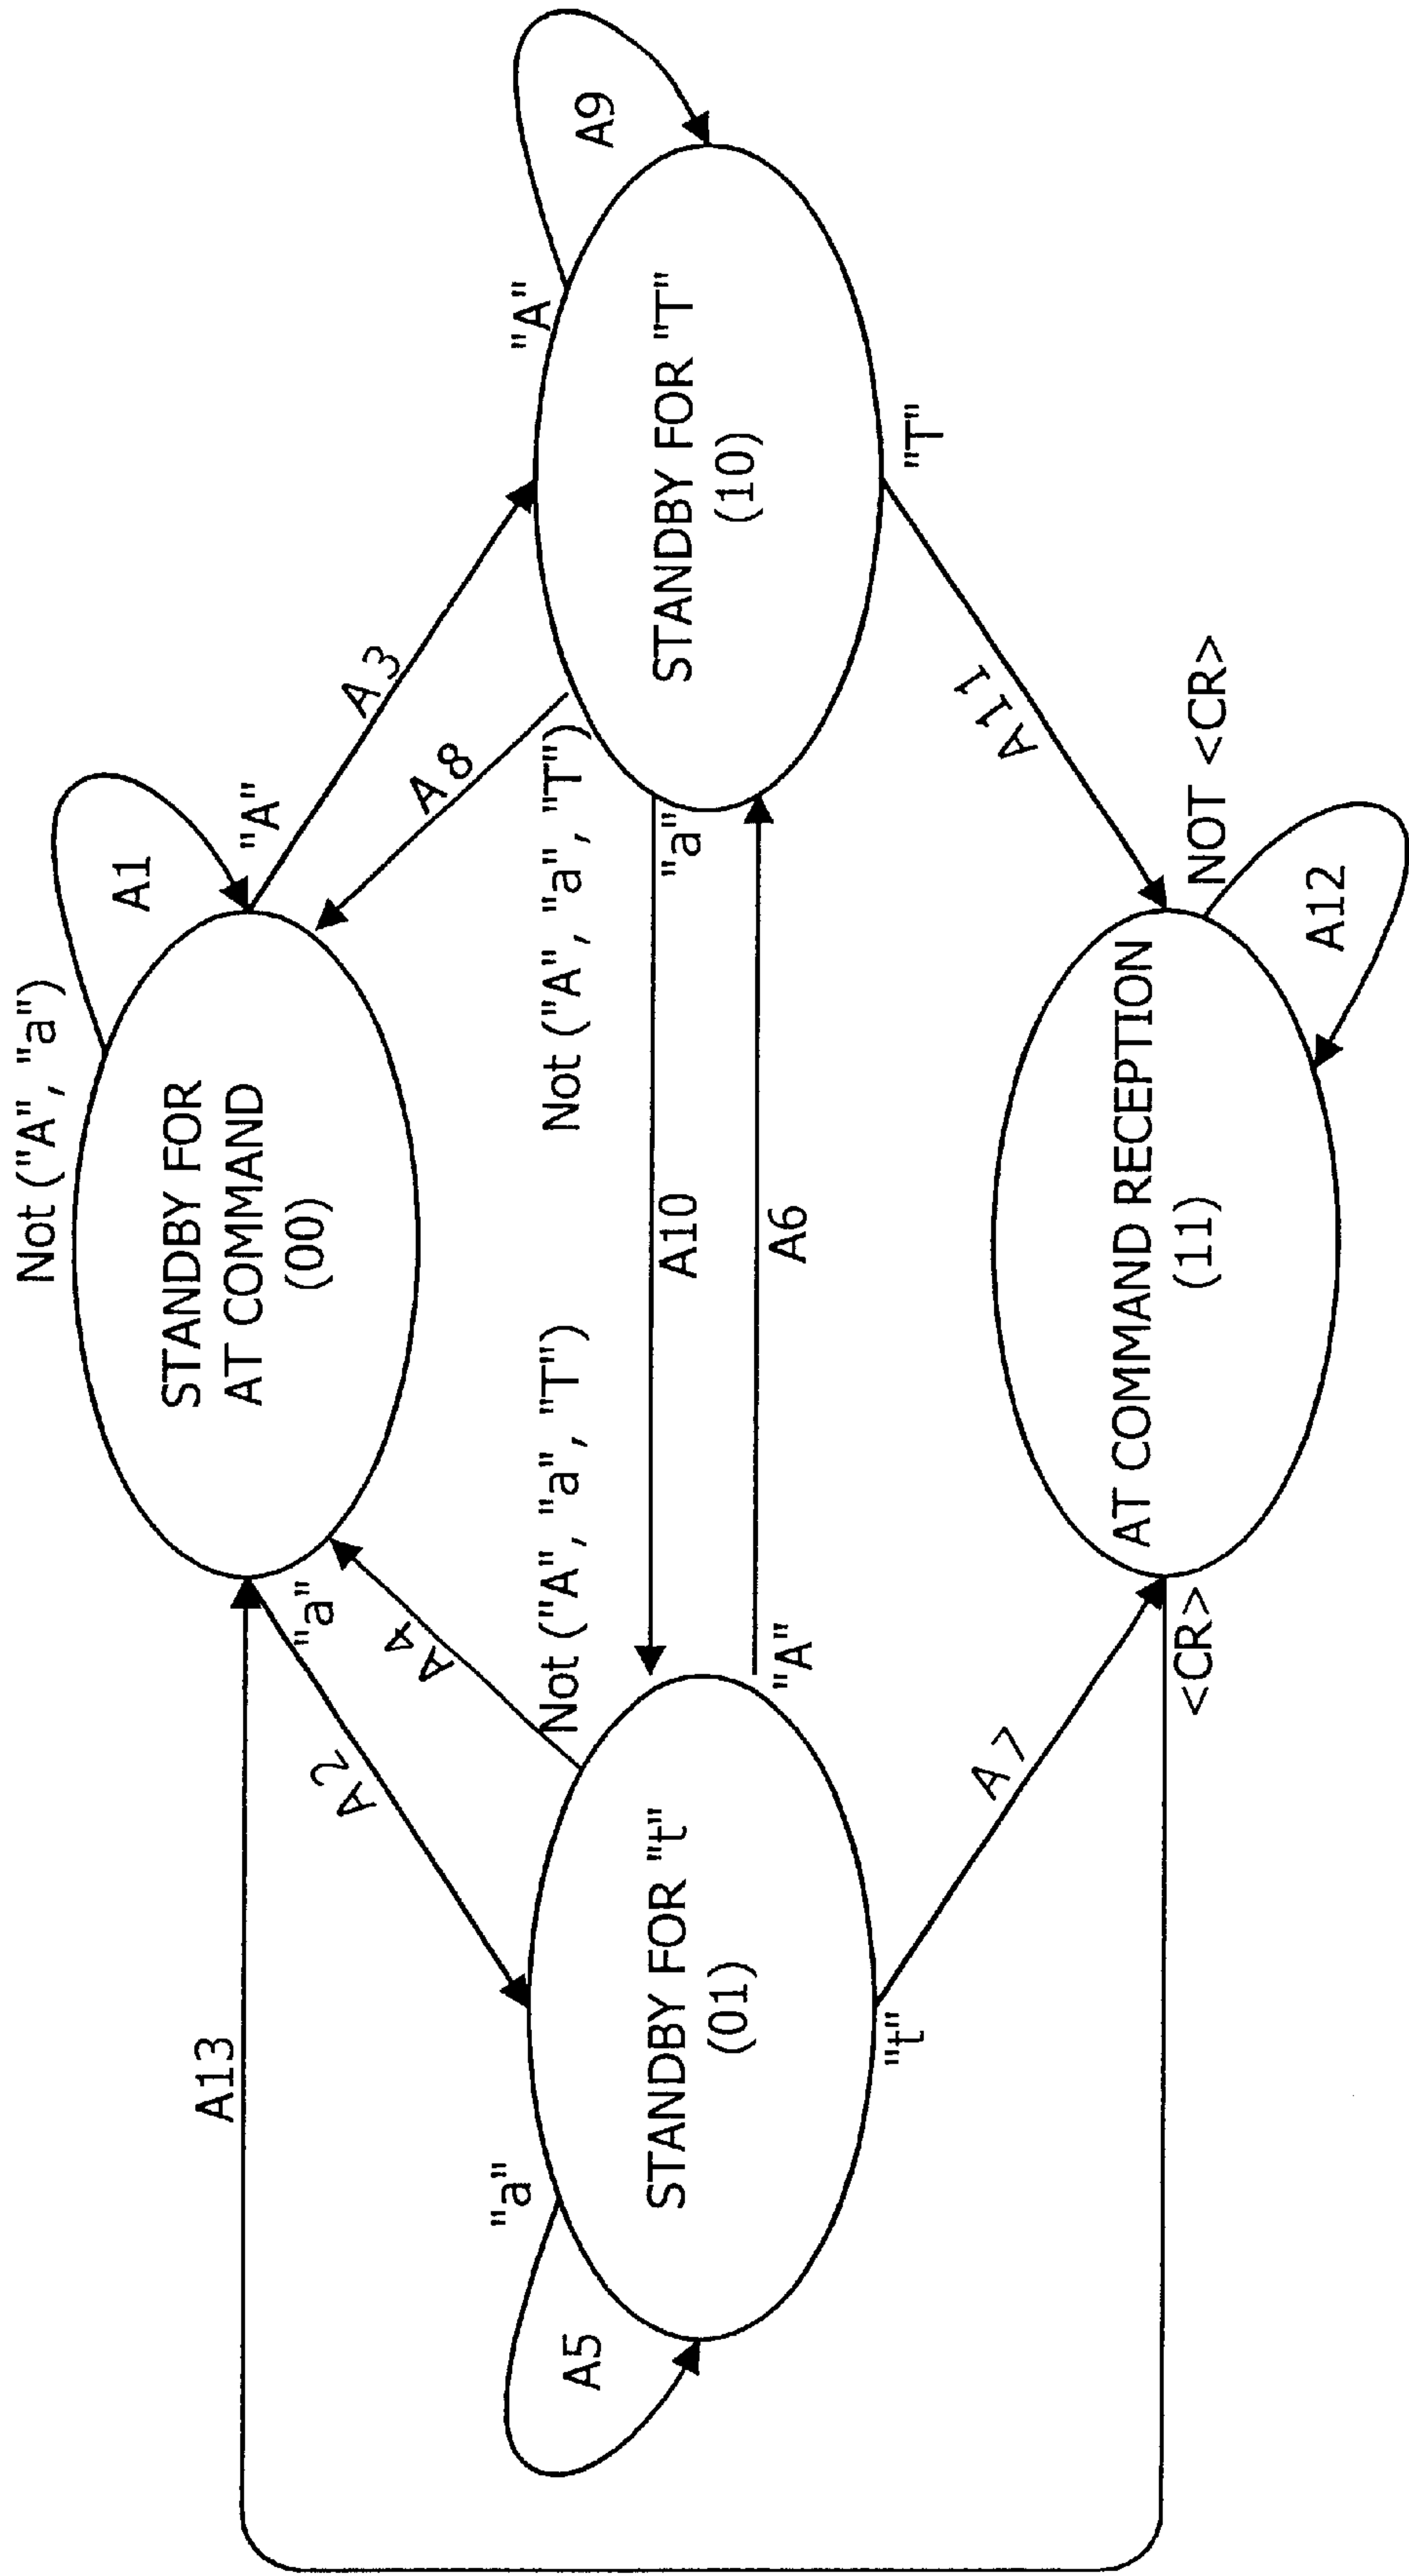 Not ("A", "a")
A1
STANDBY FOR
AT COMMAND
(00)
A13
"a"
"A"
A2
A3
A4
A8
"a"
Not ("A", "a", "T")
Not ("A", "a", "T")
"A"
A5
A9
STANDBY FOR "t"
(01)
A10
"a"
STANDBY FOR "T"
(10)
"A"
A6
"t"
"T"
A7
A11
AT COMMAND RECEPTION
(11)
<CR>
NOT <CR>
A12